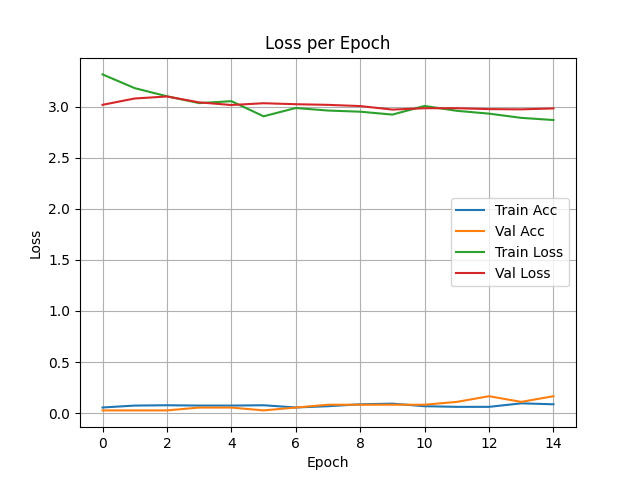 Loss per Epoch
3.0
2.5
2.0
1.5
1.0
0.5
0.0
Loss
Train Acc
Val Acc
Train Loss
Val Loss
0 2 4 6 8 10 12 14
Epoch